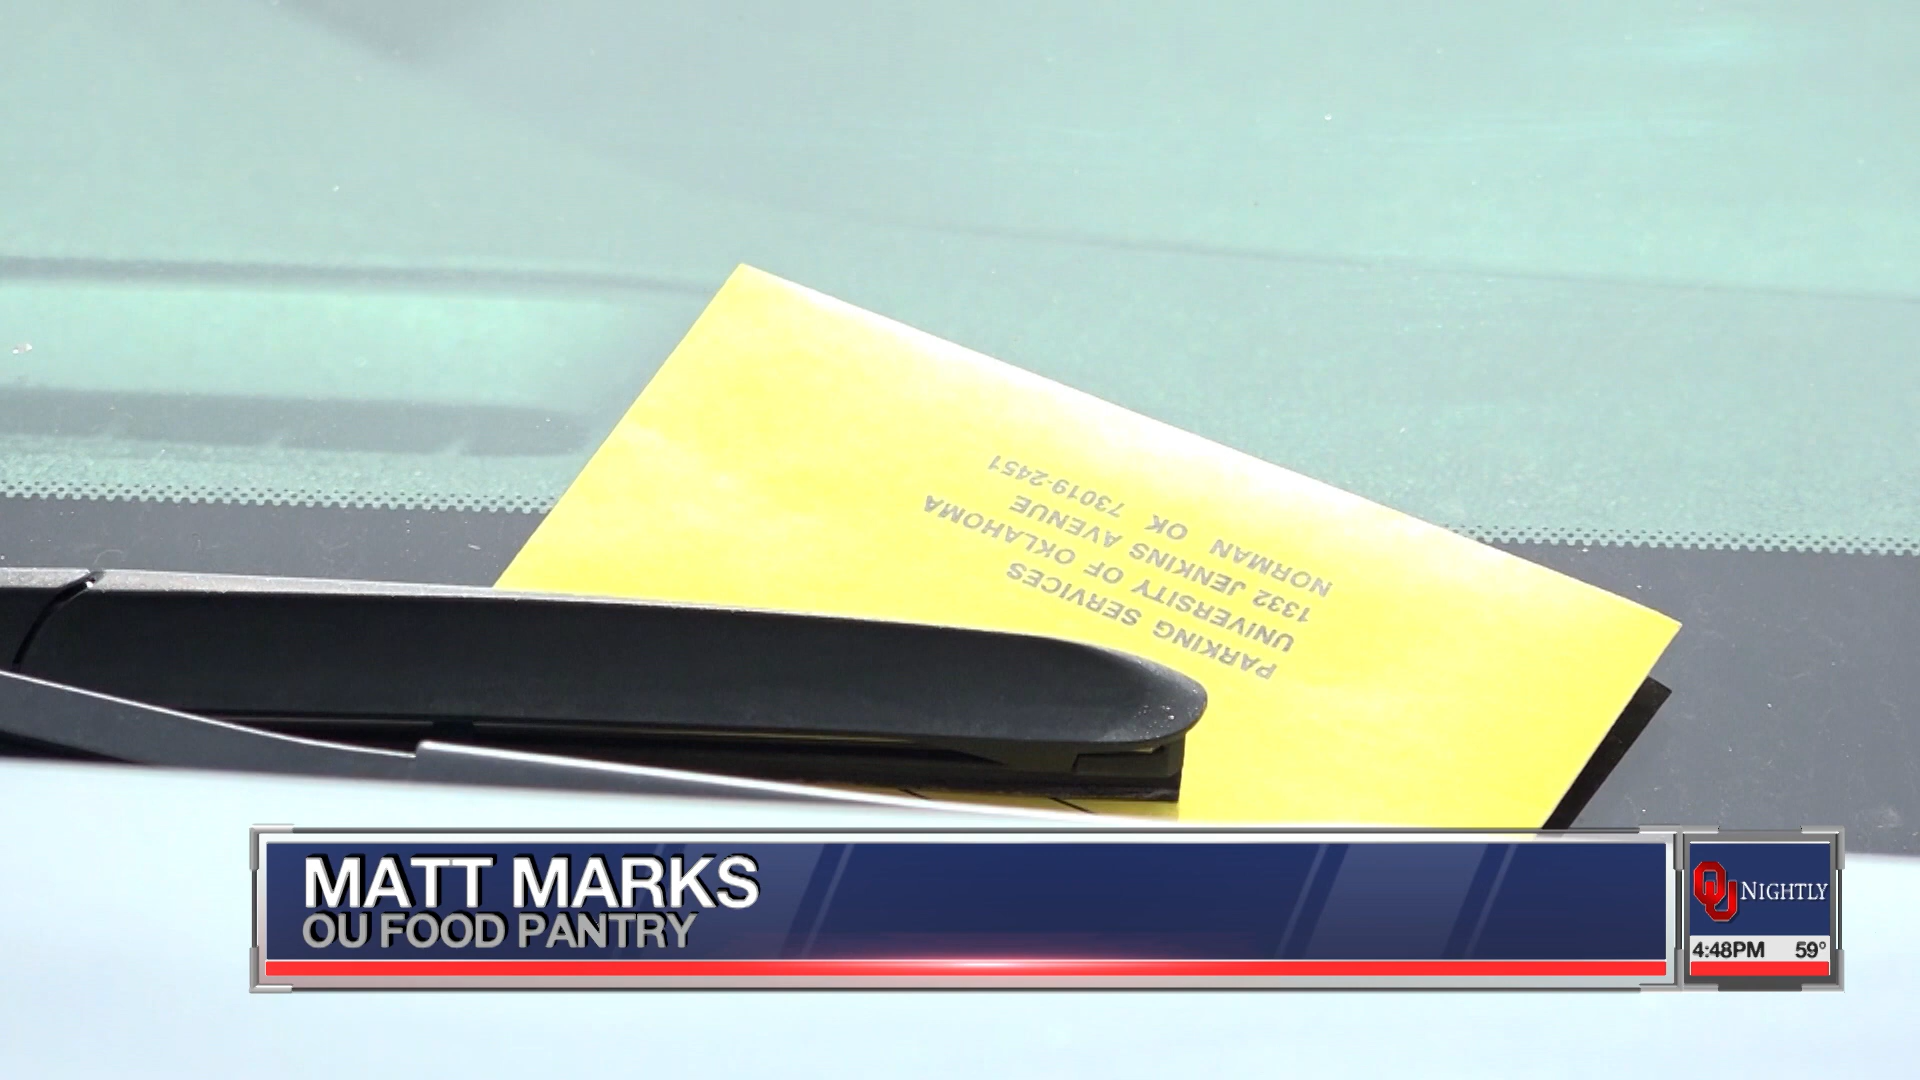 PARKING SERVICES
UNIVERSITY OF OKLAHOMA
1332 JENKINS AVENUE
NORMAN OK 73019-2451
MATT MARKS
OU FOOD PANTRY
OU NIGHTLY
4:48PM 59°